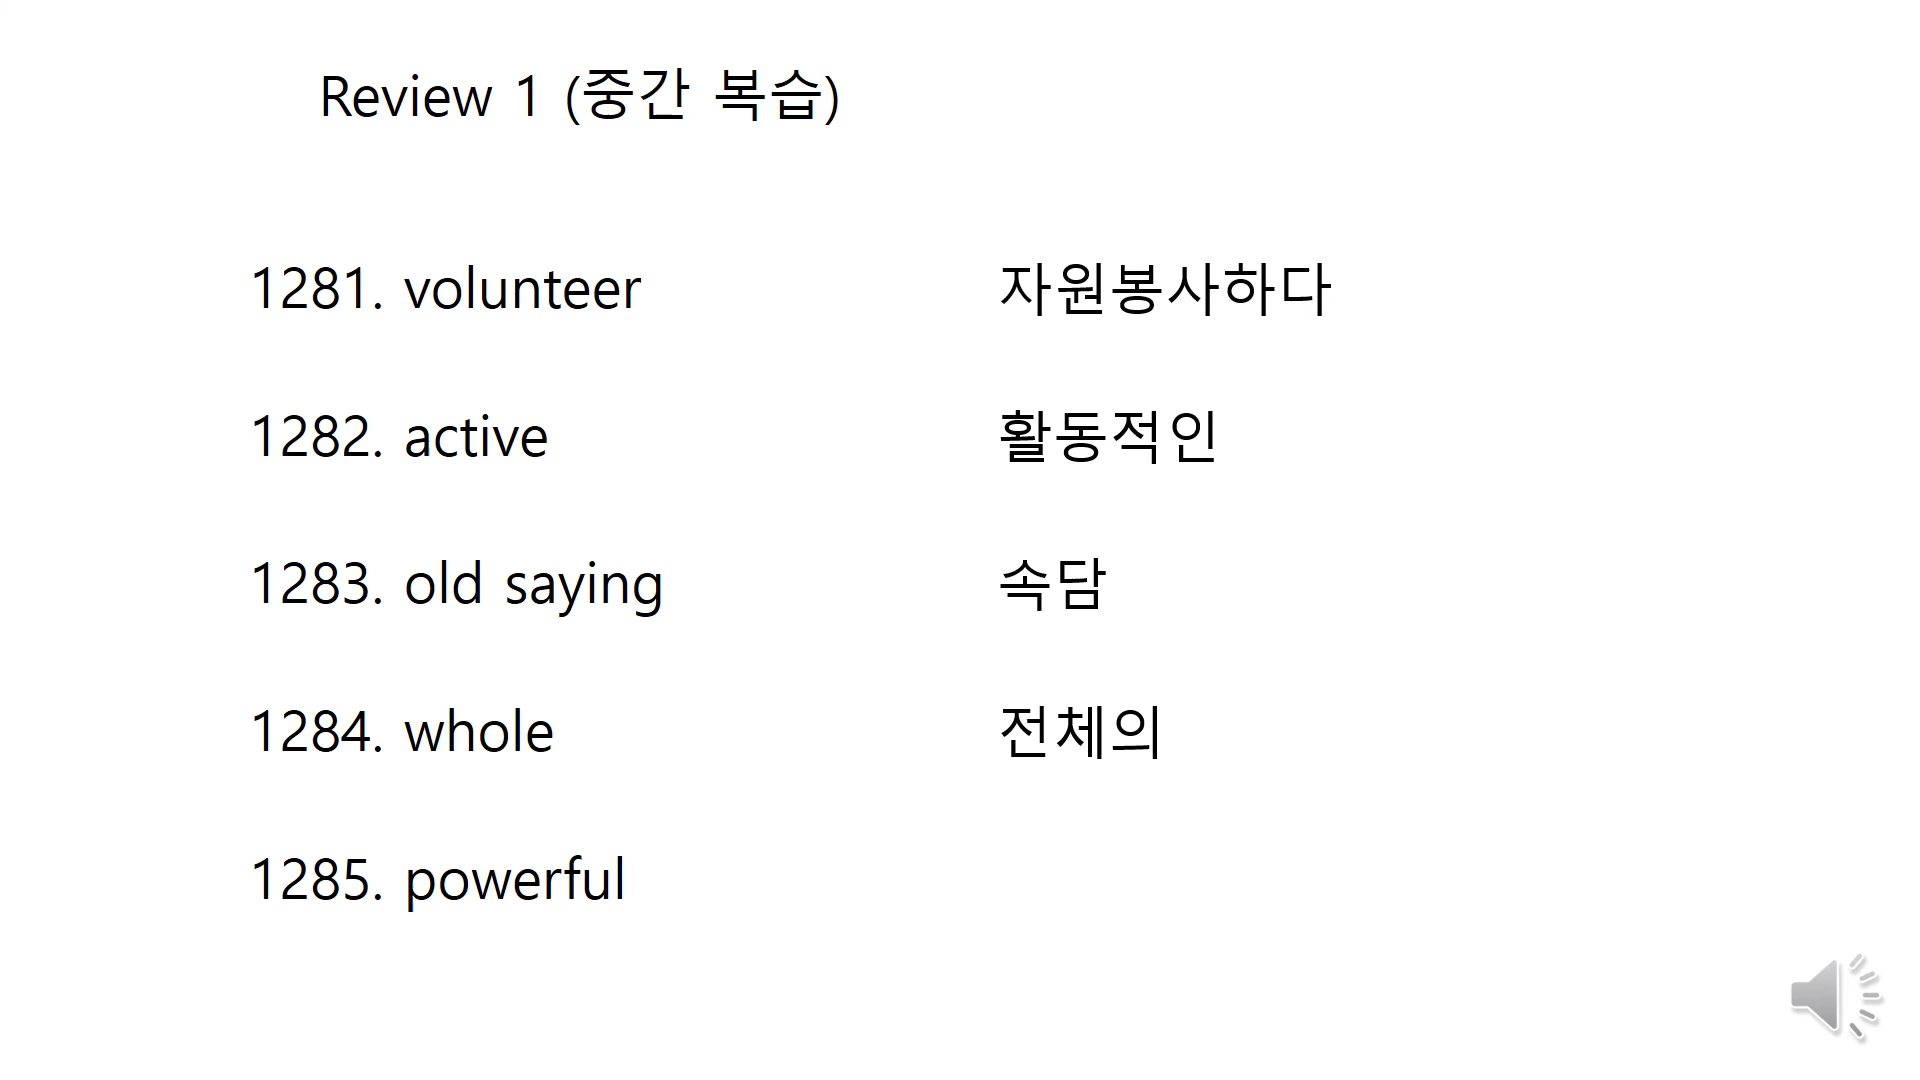 Review 1 (중간 복습)
1281. volunteer 자원봉사하다
1282. active 활동적인
1283. old saying 속담
1284. whole 전체의
1285. powerful